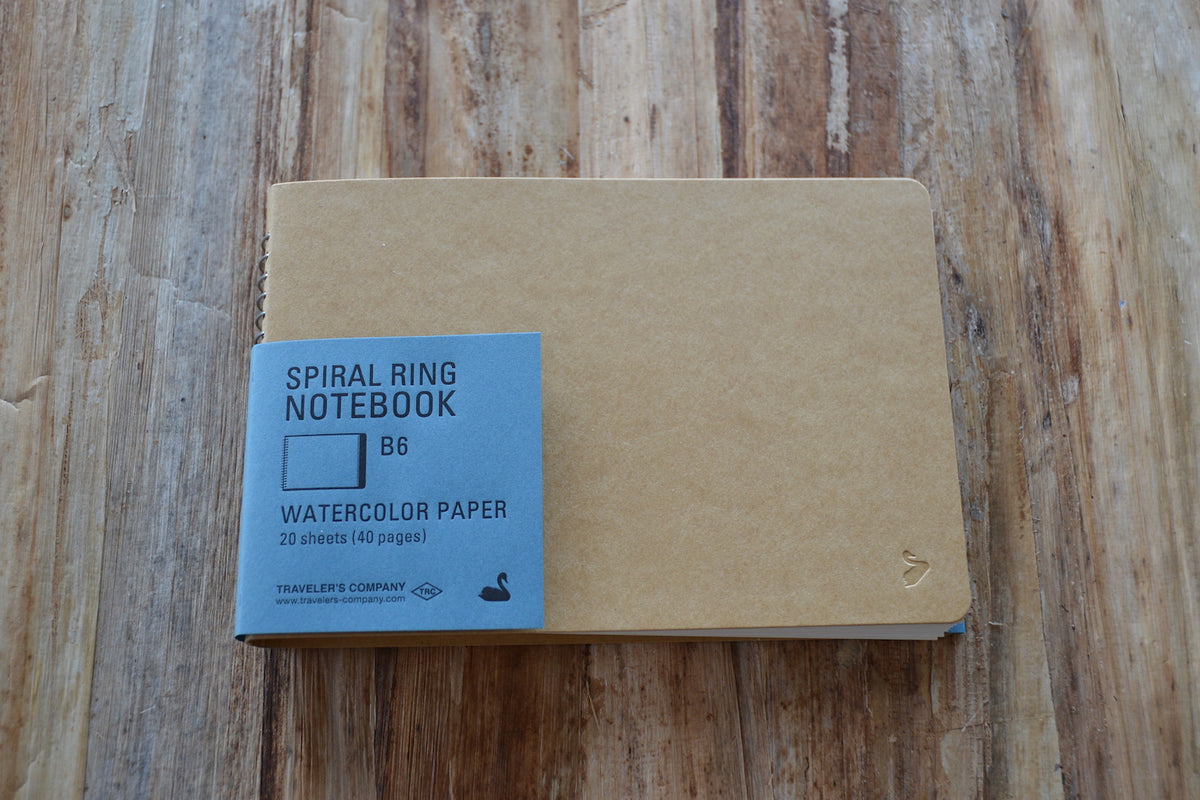 SPIRAL RING
NOTEBOOK
B6
WATERCOLOR PAPER
20 sheets (40 pages)
TRAVELER'S COMPANY
TRC
www.travelers-company.com